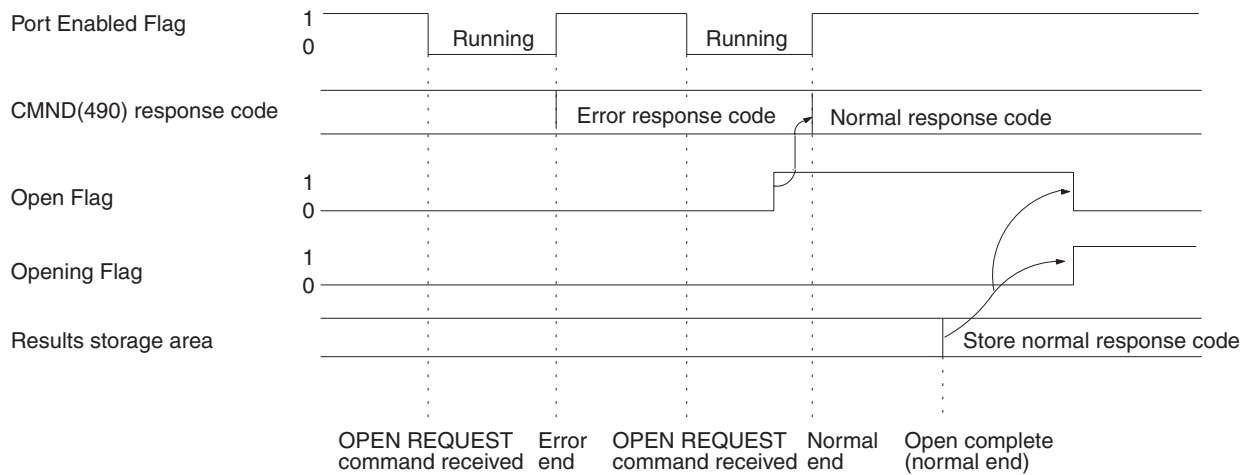 Port Enabled Flag
1
0
Running
Running
CMND(490) response code
Error response code
Normal response code
Open Flag
1
0
Opening Flag
1
0
Results storage area
Store normal response code
OPEN REQUEST
command received
Error
end
OPEN REQUEST
command received
Normal
end
Open complete
(normal end)